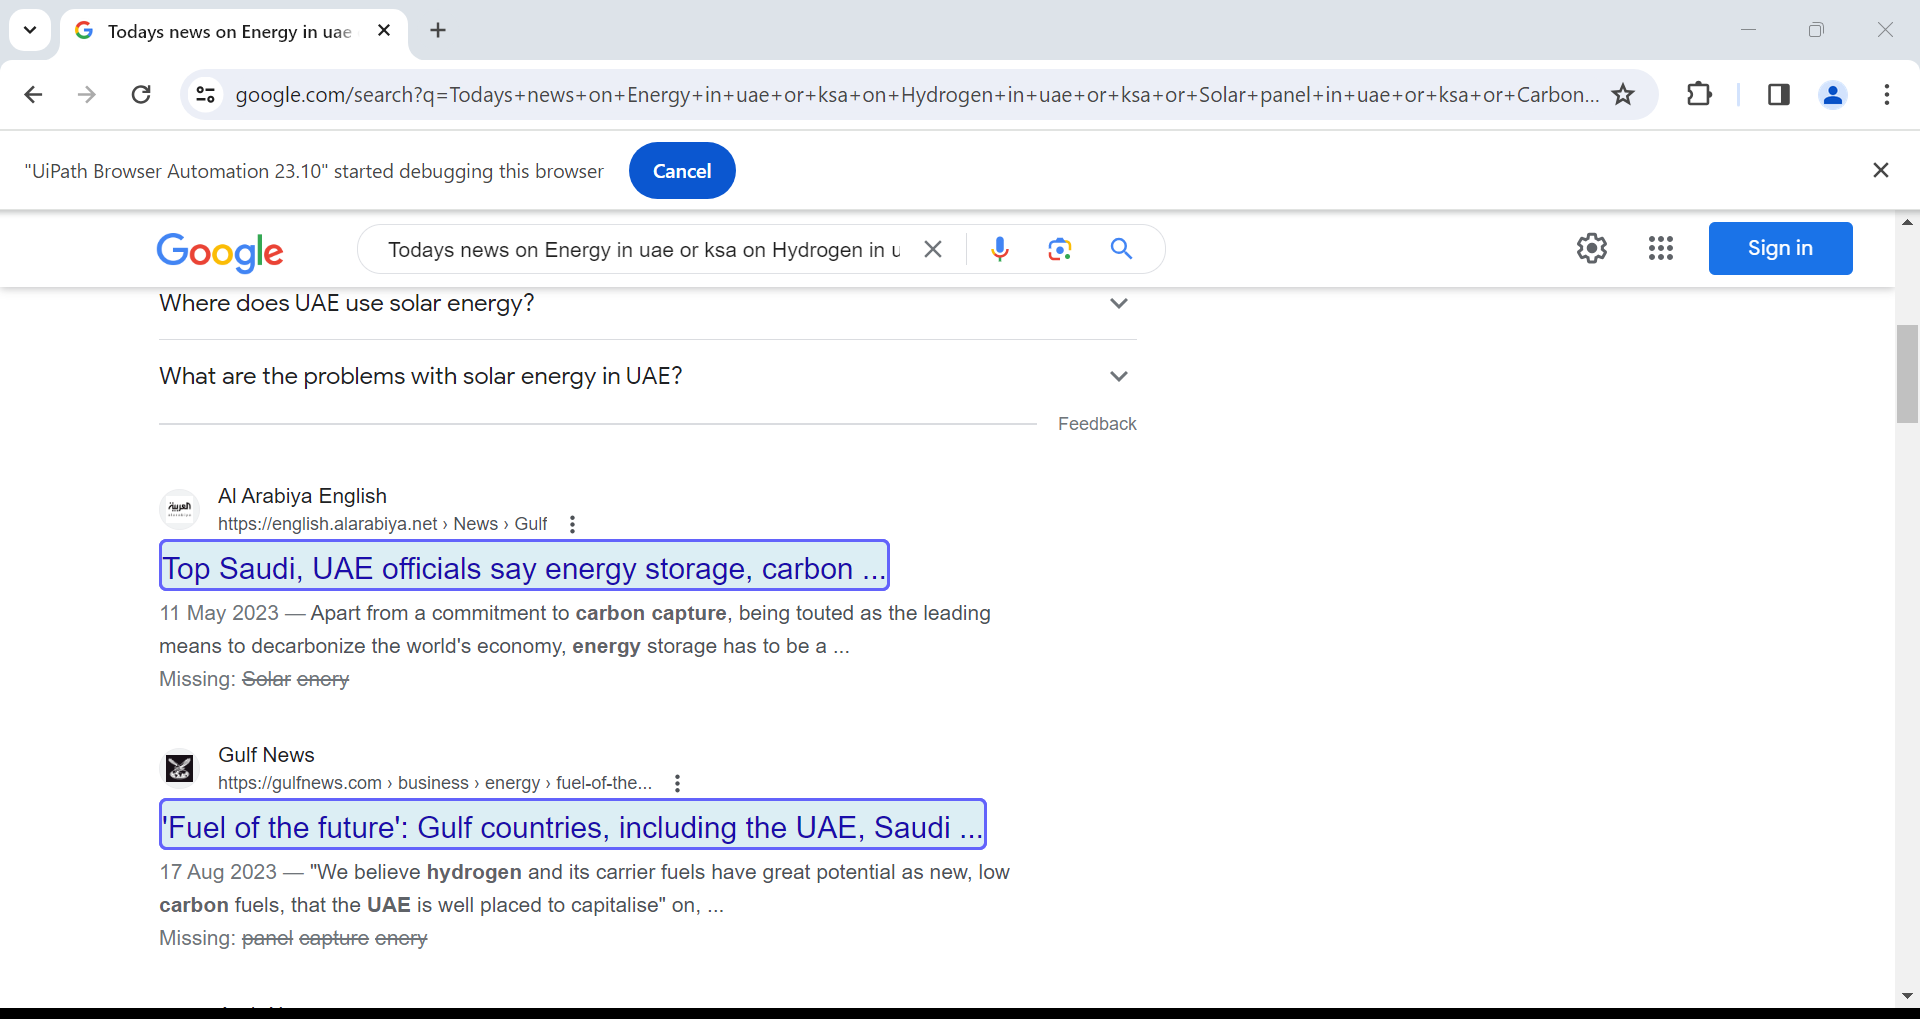 Todays news on Energy in uae
google.com/search?q=Todays+news+on+Energy+in+uae+or+ksa+on+Hydrogen+in+uae+or+ksa+or+Solar+panel+in+uae+or+ksa+or+Carbon...
"UiPath Browser Automation 23.10" started debugging this browser
Cancel
Google
Todays news on Energy in uae or ksa on Hydrogen in u
Sign in
Where does UAE use solar energy?
What are the problems with solar energy in UAE?
Feedback
العربية
Al Arabiya English
https://english.alarabiya.net › News › Gulf
Top Saudi, UAE officials say energy storage, carbon ...
11 May 2023 — Apart from a commitment to carbon capture, being touted as the leading
means to decarbonize the world's economy, energy storage has to be a ...
Missing: Solar enery
Gulf News
https://gulfnews.com › business › energy › fuel-of-the...
'Fuel of the future': Gulf countries, including the UAE, Saudi ...
17 Aug 2023 — "We believe hydrogen and its carrier fuels have great potential as new, low
carbon fuels, that the UAE is well placed to capitalise" on, ...
Missing: panel capture enery